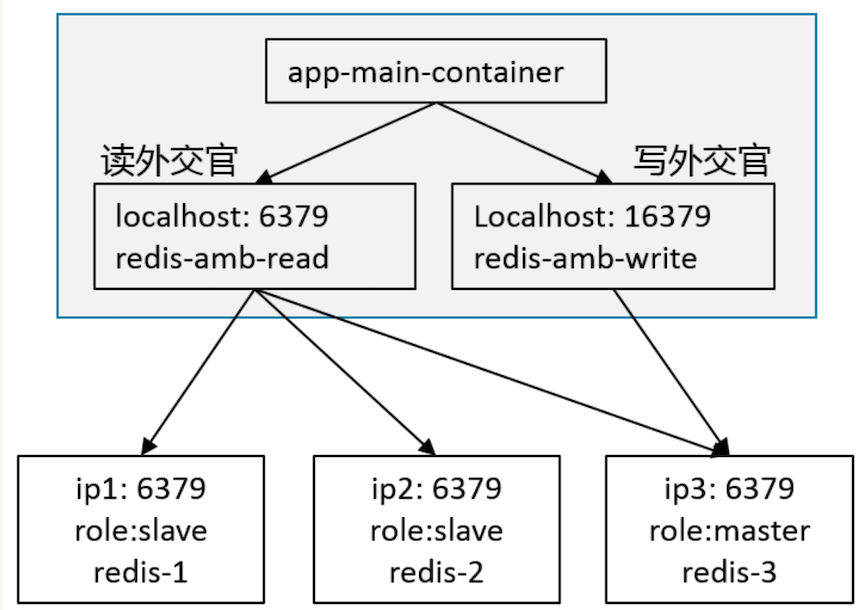 app-main-container
读外交官
写外交官
localhost: 6379
redis-amb-read
Localhost: 16379
redis-amb-write
ip1: 6379
role:slave
redis-1
ip2: 6379
role:slave
redis-2
ip3: 6379
role:master
redis-3